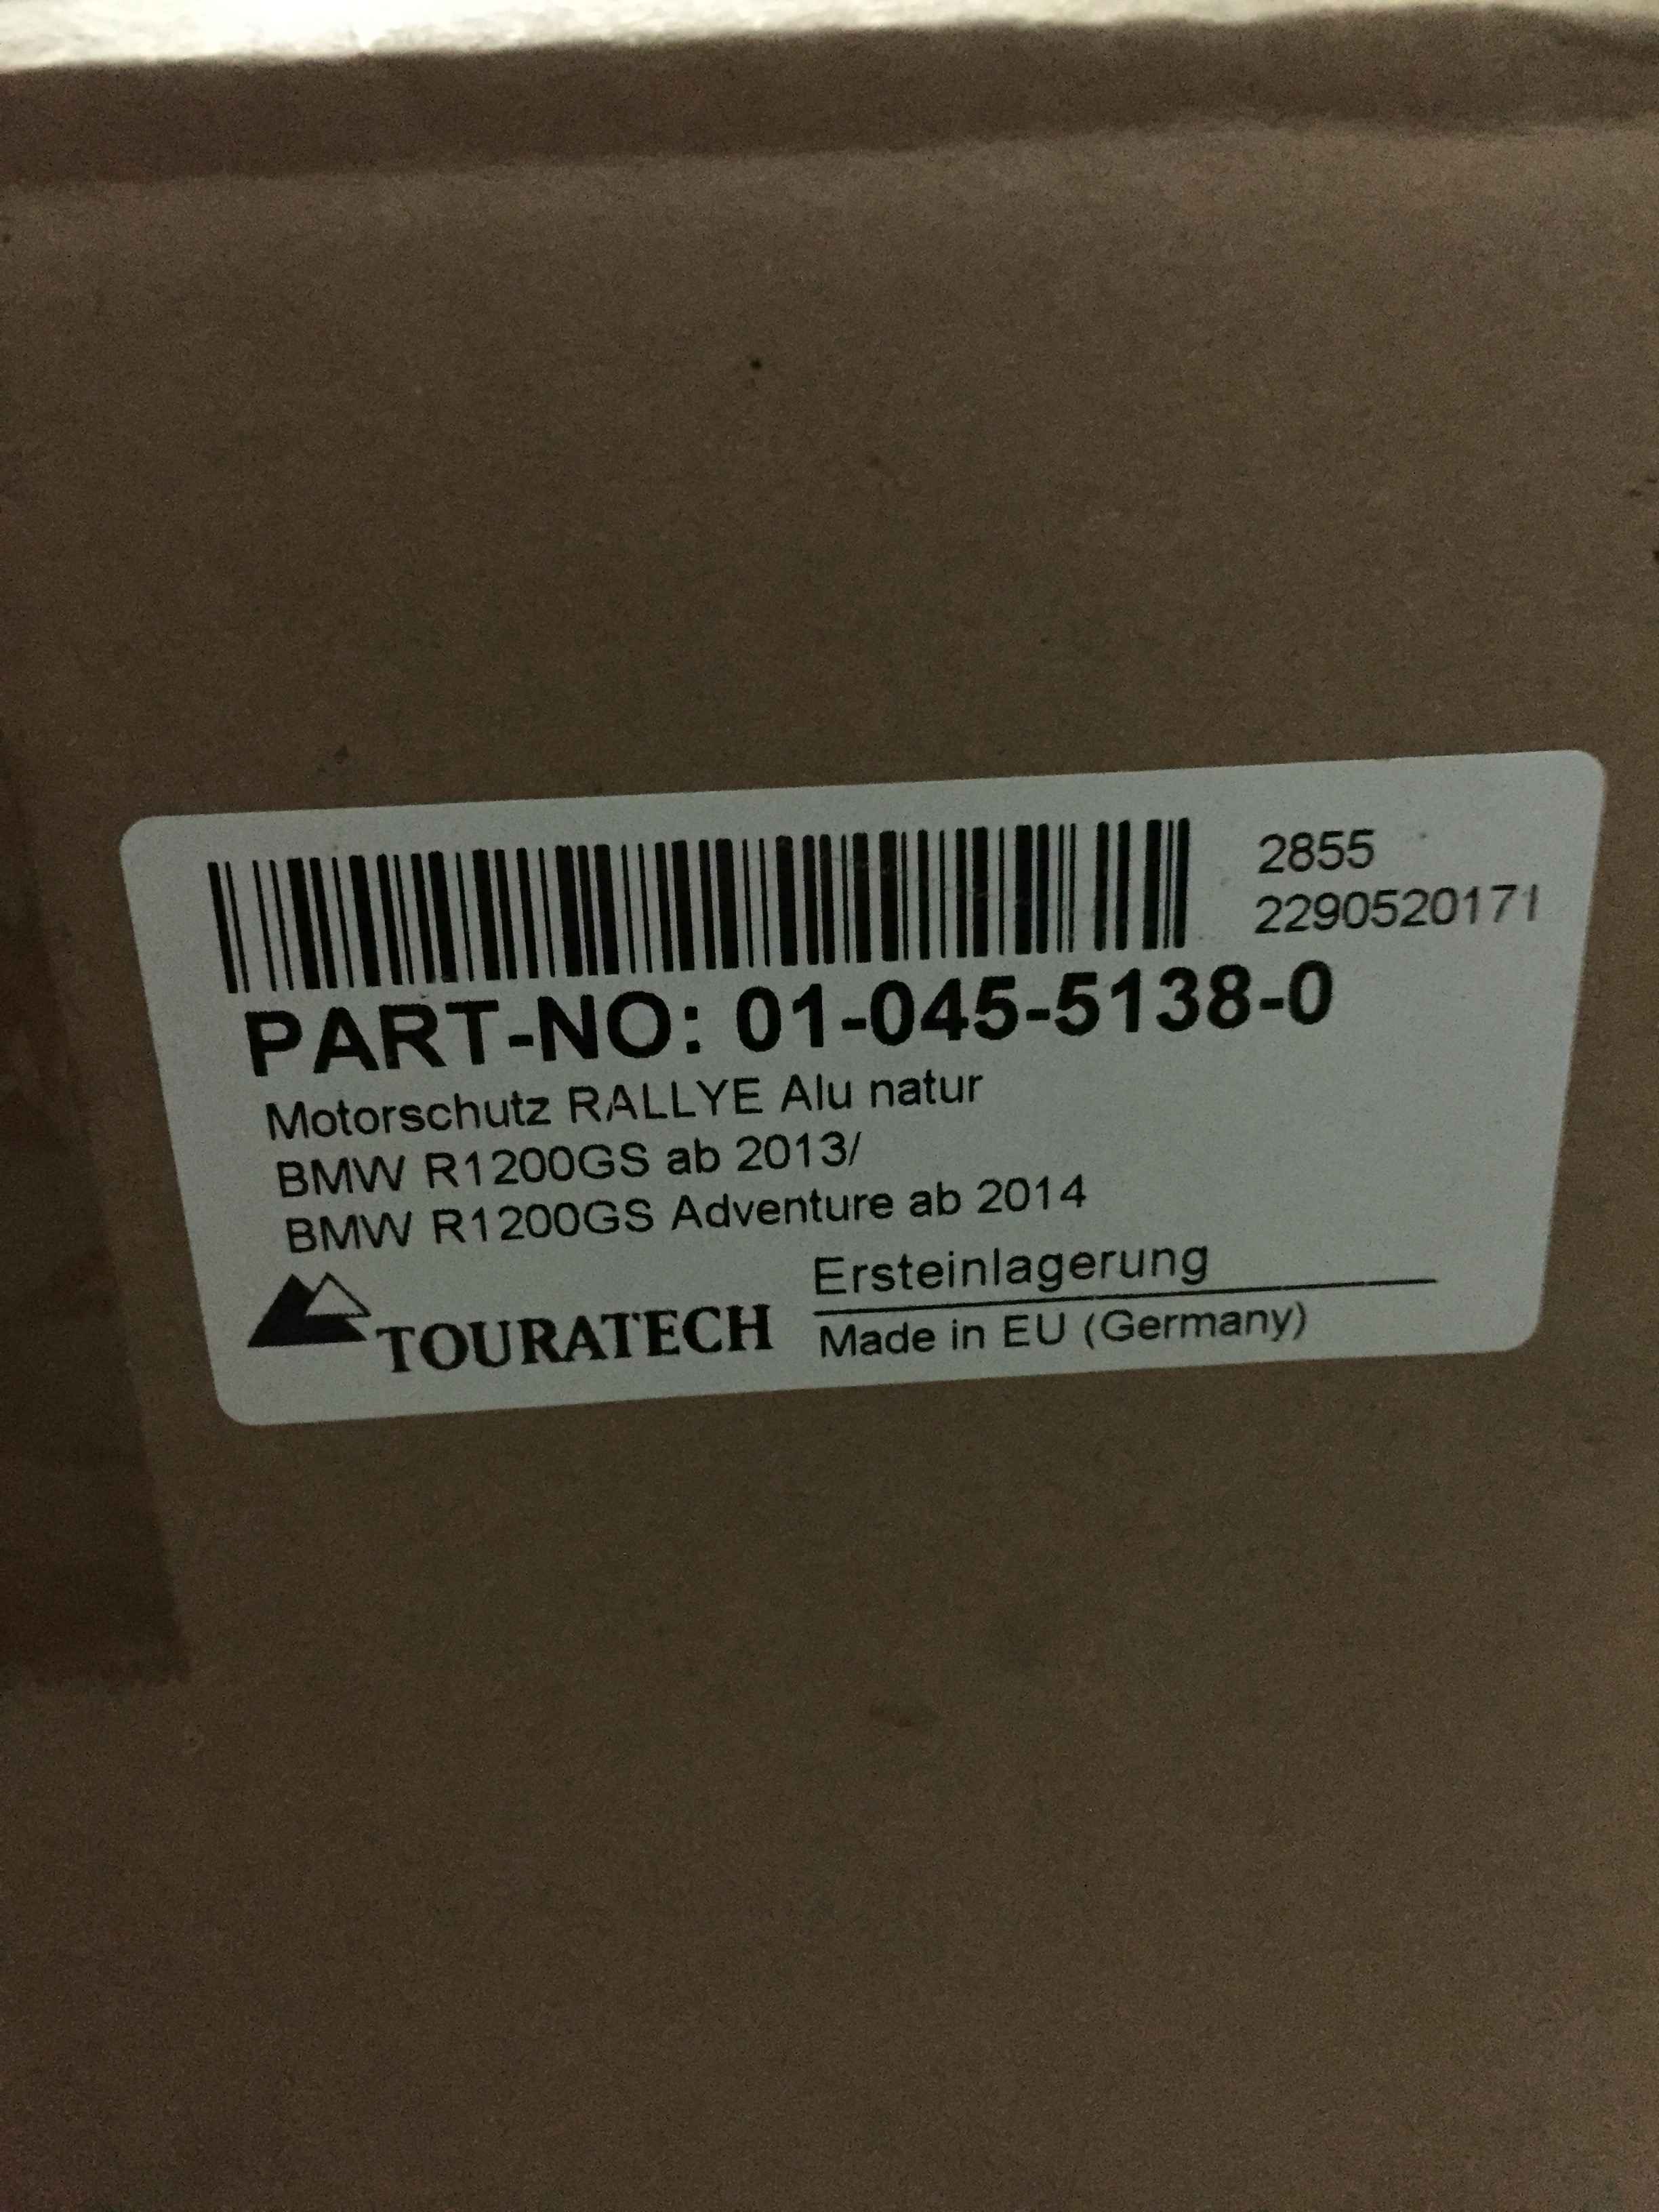 2855
2290520171
PART-NO: 01-045-5138-0
Motorschutz RALLYE Alu natur
BMW R1200GS ab 2013/
BMW R1200GS Adventure ab 2014
TOURATECH
Ersteinlagerung
Made in EU (Germany)